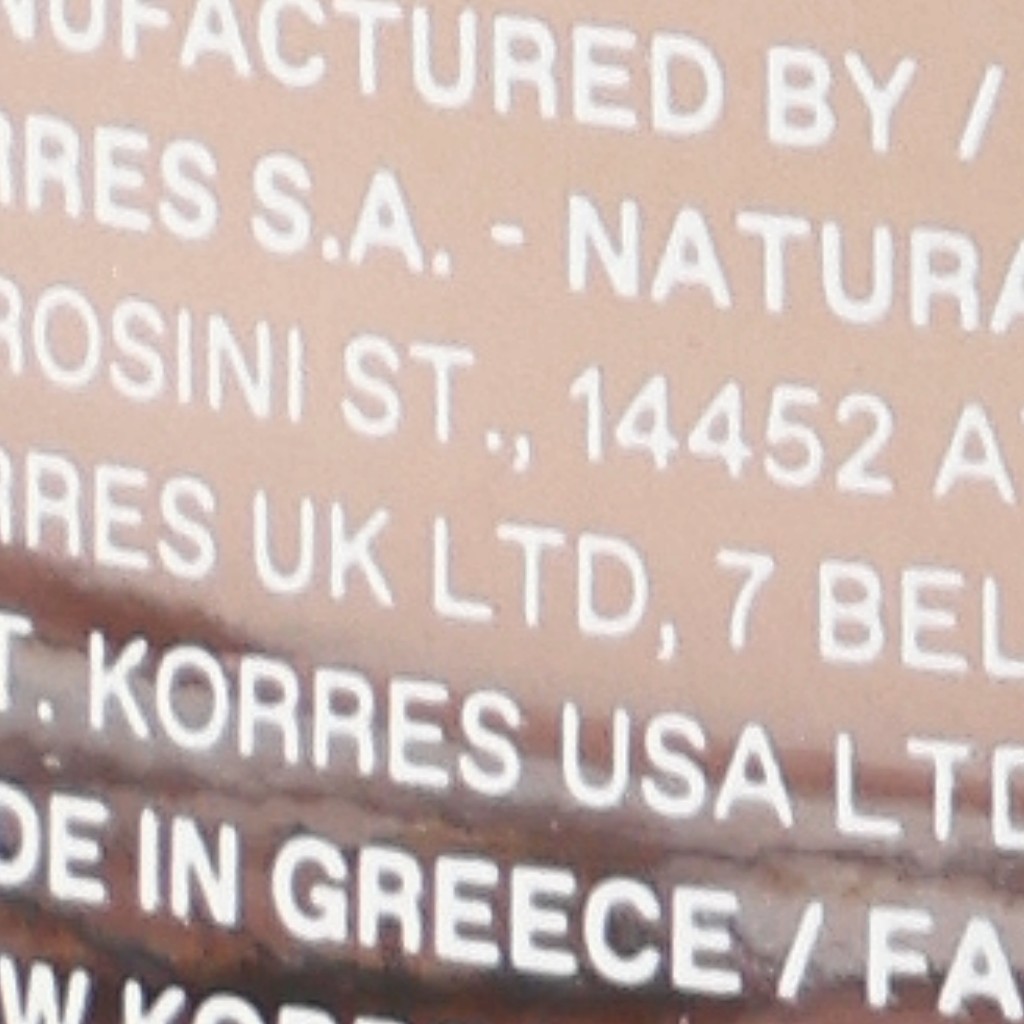 NUFACTURED BY /
RRES S.A. - NATURA
ROSINI ST., 14452 A
RRES UK LTD, 7 BEL
T. KORRES USA LTD
DE IN GREECE / FA
W KORR